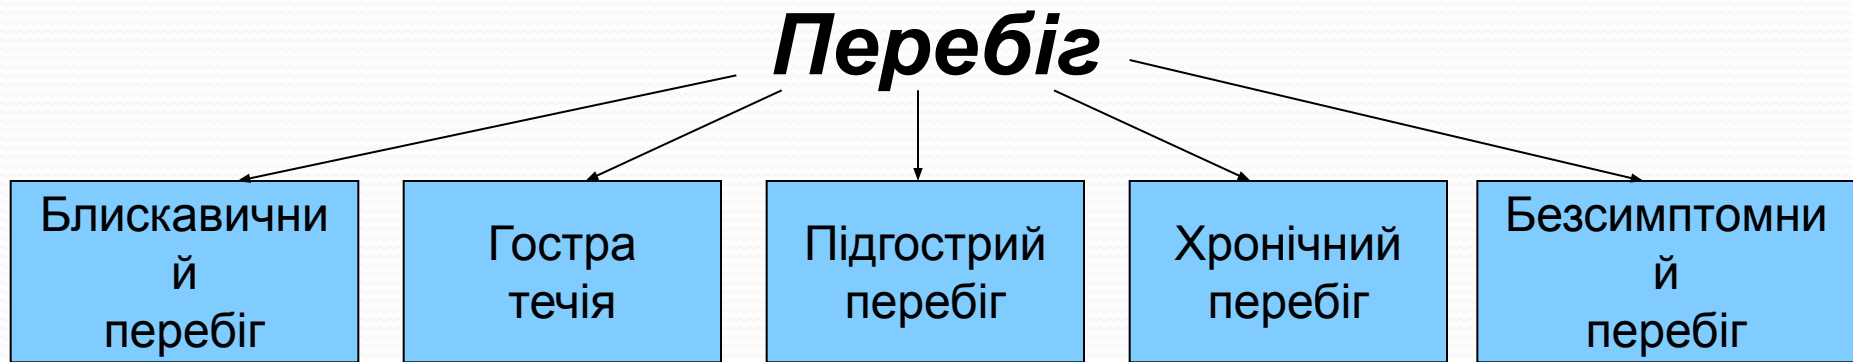 Перебіг
Блискавични
й
перебіг
Гостра
течія
Підгострий
перебіг
Хронічний
перебіг
Безсимптомни
й
перебіг